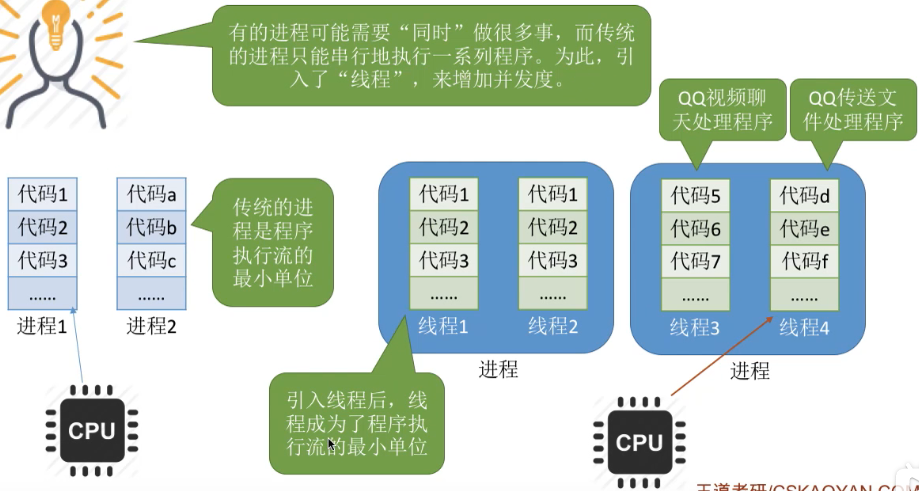 有的进程可能需要“同时”做很多事，而传统
的进程只能串行地执行一系列程序。为此，引
入了“线程”，来增加并发度。
QQ视频聊
天处理程序
QQ传送文
件处理程序
代码1
代码2
代码3
……
进程1
代码a
代码b
代码c
……
进程2
传统的进
程是程序
执行流的
最小单位
代码1
代码2
代码3
……
线程1
代码1
代码2
代码3
……
线程2
进程
代码5
代码6
代码7
……
线程3
代码d
代码e
代码f
……
线程4
进程
引入线程后，线
程成为了程序执
行流的最小单位
CPU
CPU
王道考研/CSKAOYAN.COM